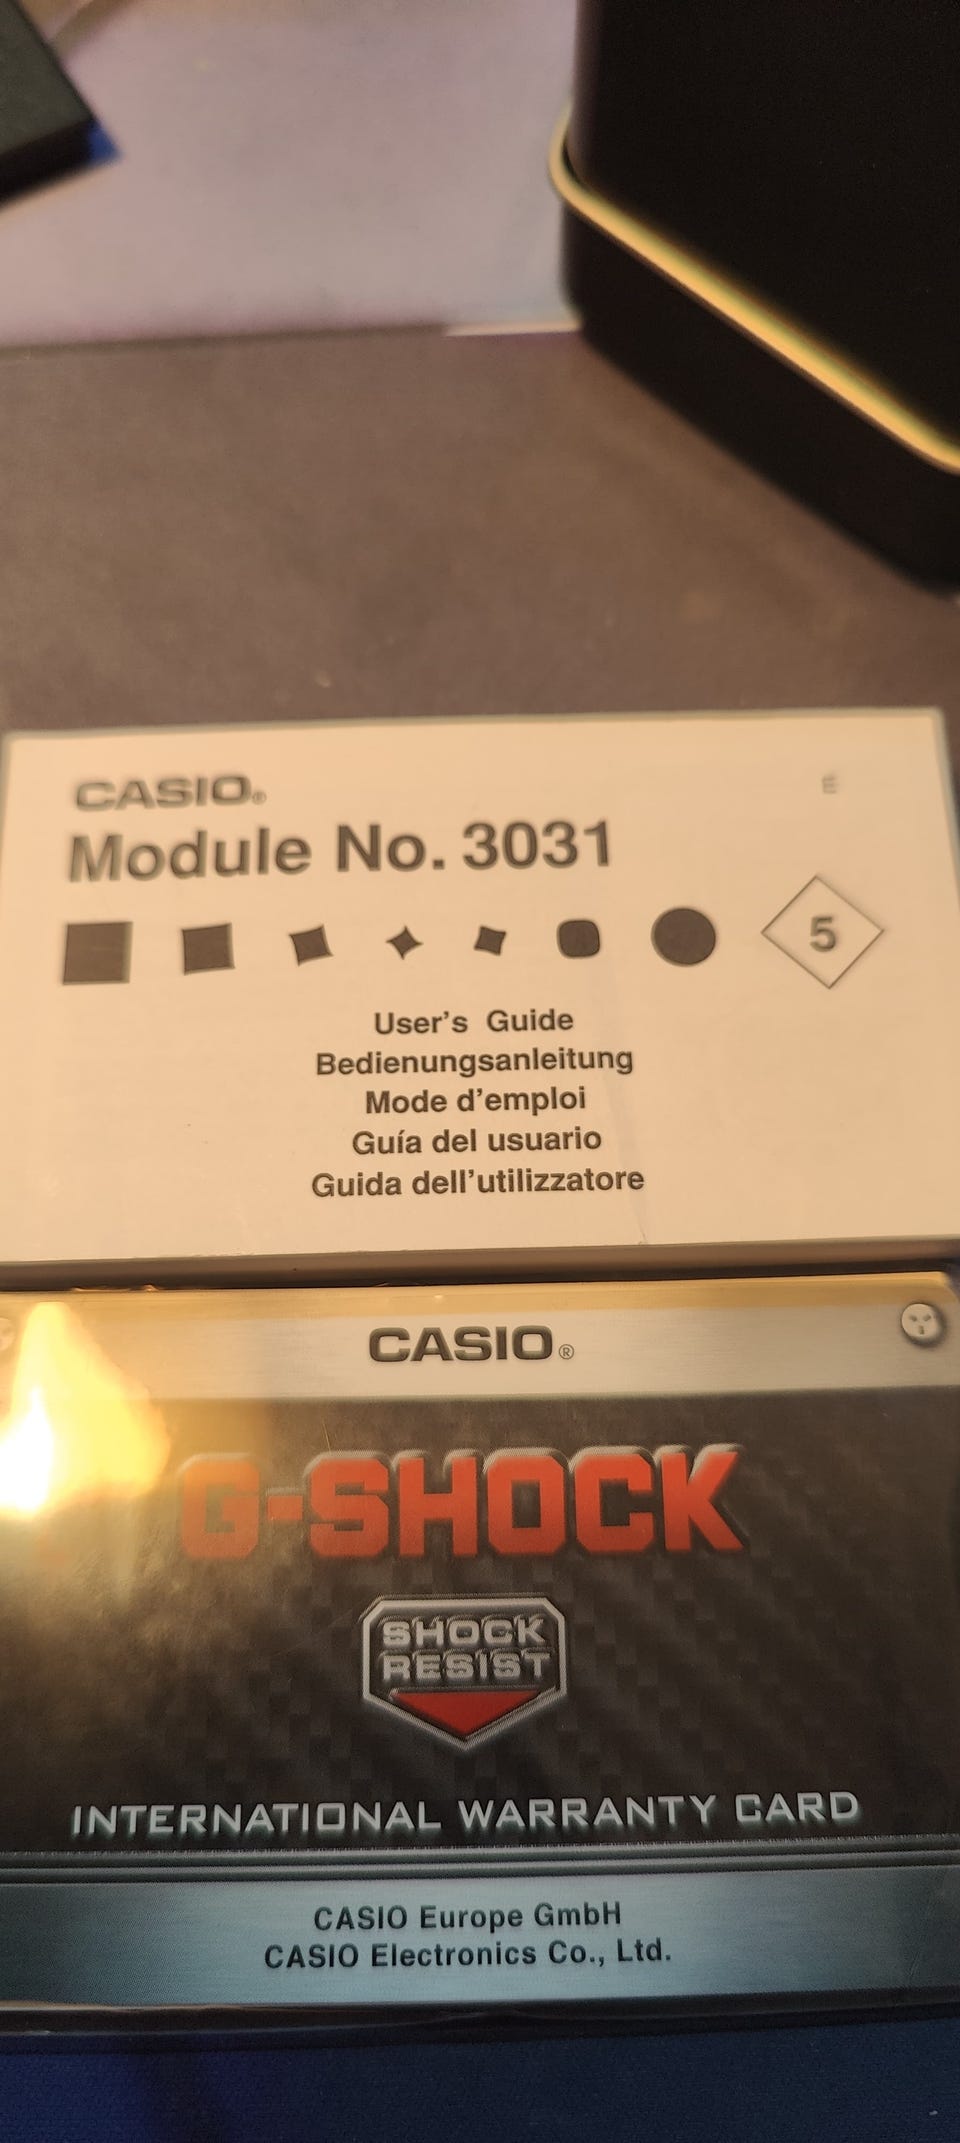 CASIO®
E
Module No. 3031
5
User's Guide
Bedienungsanleitung
Mode d'emploi
Guía del usuario
Guida dell'utilizzatore
CASIO®
G-SHOCK
SHOCK
RESIST
INTERNATIONAL WARRANTY CARD
CASIO Europe GmbH
CASIO Electronics Co., Ltd.